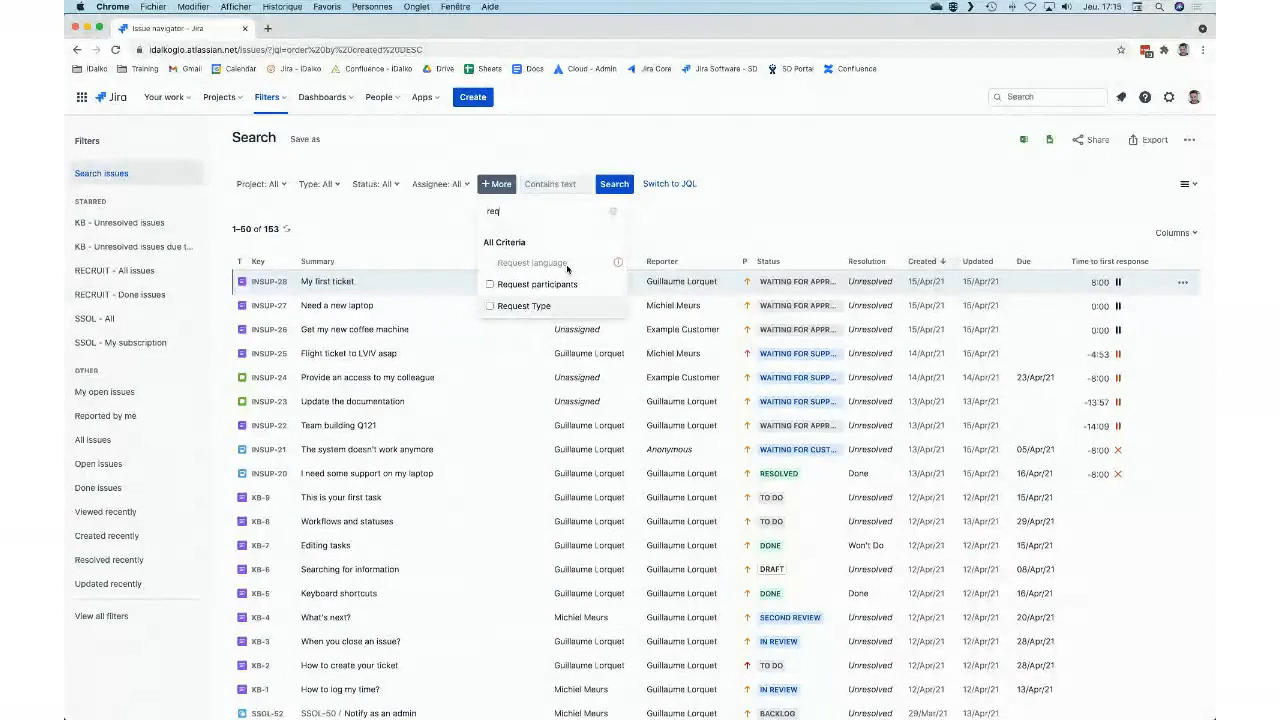 Chrome Fichier Modifier Afficher Historique Favoris Personnes Onglet Fenêtre Aide Jeu. 17:15
Issue navigator - Jira
idalkoglo.atlassian.net/issues/?jql=order%20by%20created%20DESC
iDalko Training Gmail Calendar Jira - iDalko Confluence - iDalko Drive Sheets Docs Cloud - Admin Jira Core Jira Software - SD SD Portal Confluence
Jira Your work Projects Filters Dashboards People Apps Create Search
Filters
Search issues
STARRED
KB - Unresolved issues
KB - Unresolved issues due t...
RECRUIT - All issues
RECRUIT - Done issues
SSOL - All
SSOL - My subscription
OTHER
My open issues
Reported by me
All issues
Open issues
Done issues
Viewed recently
Created recently
Resolved recently
Updated recently
View all filters
Search Save as Share Export
Project: All Type: All Status: All Assignee: All + More Contains text Search Switch to JQL
req
All Criteria
Request language
Request participants
Request Type
1–50 of 153
Columns
T Key Summary Reporter P Status Resolution Created Updated Due Time to first response
INSUP-28 My first ticket Guillaume Lorquet WAITING FOR APPR... Unresolved 15/Apr/21 15/Apr/21 8:00
INSUP-27 Need a new laptop Michiel Meurs WAITING FOR APPR... Unresolved 15/Apr/21 15/Apr/21 0:00
INSUP-26 Get my new coffee machine Unassigned Example Customer WAITING FOR APPR... Unresolved 15/Apr/21 15/Apr/21 0:00
INSUP-25 Flight ticket to LVIV asap Guillaume Lorquet Michiel Meurs WAITING FOR SUPP... Unresolved 14/Apr/21 15/Apr/21 -4:53
INSUP-24 Provide an access to my colleague Unassigned Example Customer WAITING FOR SUPP... Unresolved 14/Apr/21 14/Apr/21 23/Apr/21 -8:00
INSUP-23 Update the documentation Unassigned Guillaume Lorquet WAITING FOR SUPP... Unresolved 13/Apr/21 15/Apr/21 -13:57
INSUP-22 Team building Q121 Guillaume Lorquet Guillaume Lorquet WAITING FOR SUPP... Unresolved 13/Apr/21 15/Apr/21 -14:09
INSUP-21 The system doesn't work anymore Guillaume Lorquet Anonymous WAITING FOR CUST... Unresolved 13/Apr/21 15/Apr/21 05/Apr/21 -8:00
INSUP-20 I need some support on my laptop Guillaume Lorquet Guillaume Lorquet RESOLVED Done 13/Apr/21 15/Apr/21 16/Apr/21 -8:00
KB-9 This is your first task Guillaume Lorquet Guillaume Lorquet TO DO Unresolved 12/Apr/21 12/Apr/21 15/Apr/21
KB-8 Workflows and statuses Guillaume Lorquet Guillaume Lorquet TO DO Unresolved 12/Apr/21 13/Apr/21 29/Apr/21
KB-7 Editing tasks Guillaume Lorquet Guillaume Lorquet DONE Won't Do 12/Apr/21 12/Apr/21 15/Apr/21
KB-6 Searching for information Guillaume Lorquet Guillaume Lorquet DRAFT Unresolved 12/Apr/21 12/Apr/21 08/Apr/21
KB-5 Keyboard shortcuts Guillaume Lorquet Guillaume Lorquet DONE Done 12/Apr/21 12/Apr/21 16/Apr/21
KB-4 What's next? Michiel Meurs Guillaume Lorquet SECOND REVIEW Unresolved 12/Apr/21 12/Apr/21 20/Apr/21
KB-3 When you close an issue? Guillaume Lorquet Guillaume Lorquet IN REVIEW Unresolved 12/Apr/21 12/Apr/21 28/Apr/21
KB-2 How to create your ticket Guillaume Lorquet Guillaume Lorquet TO DO Unresolved 12/Apr/21 12/Apr/21 28/Apr/21
KB-1 How to log my time? Michiel Meurs Guillaume Lorquet IN REVIEW Unresolved 12/Apr/21 12/Apr/21 13/Apr/21
SSOL-52 SSOL-50 / Notify as an admin Michiel Meurs Guillaume Lorquet BACKLOG Unresolved 29/Mar/21 13/Apr/21